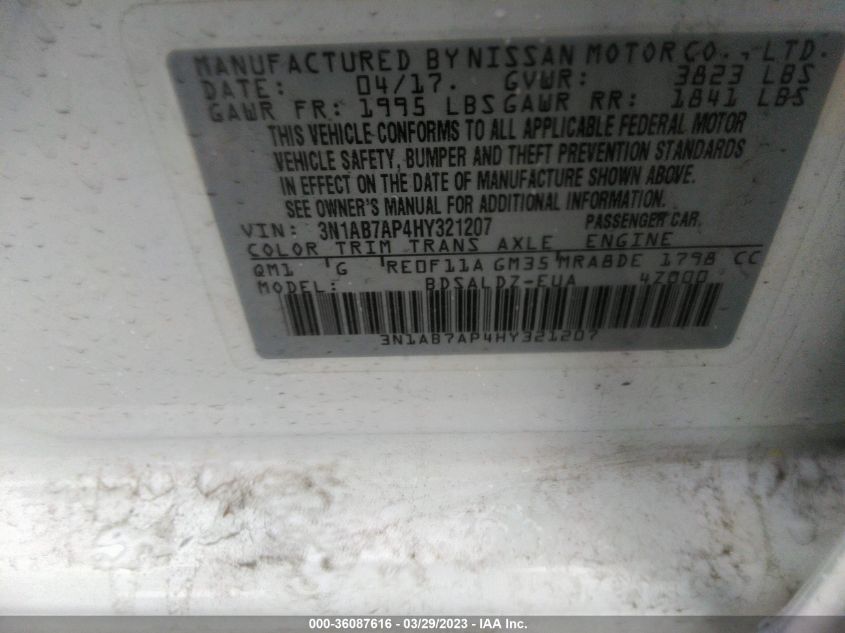 MANUFACTURED BY NISSAN MOTOR CO., LTD.
DATE: 04/17. GVWR: 3823 LBS
GAWR FR: 1995 LBS GAWR RR: 1841 LBS
THIS VEHICLE CONFORMS TO ALL APPLICABLE FEDERAL MOTOR
VEHICLE SAFETY, BUMPER AND THEFT PREVENTION STANDARDS
IN EFFECT ON THE DATE OF MANUFACTURE SHOWN ABOVE.
SEE OWNER'S MANUAL FOR ADDITIONAL INFORMATION.
VIN: 3N1AB7AP4HY321207 PASSENGER CAR.
COLOR TRIM TRANS AXLE ENGINE
QM1 G RE0F11A GM35 MRA8DE 1798 CC
MODEL: BDSALDZ-EUA 4Z000
3N1AB7AP4HY321207
000-36087616 — 03/29/2023 — IAA Inc.